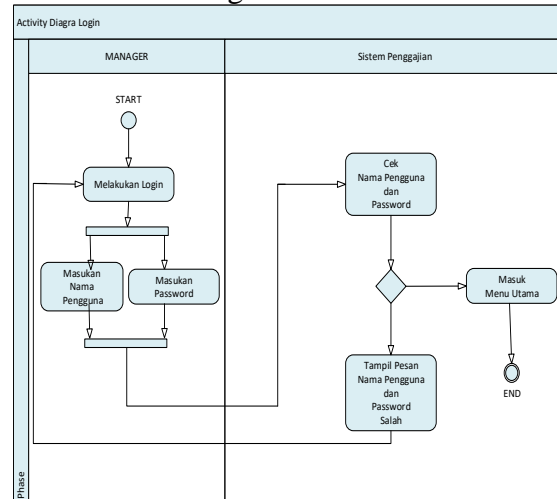 Activity Diagra Login
MANAGER
Sistem Penggajian
START
Melakukan Login
Masukan
Nama
Pengguna
Masukan
Password
Cek
Nama Pengguna
dan
Password
Masuk
Menu Utama
Tampil Pesan
Nama Pengguna
dan
Password
Salah
END
Phase